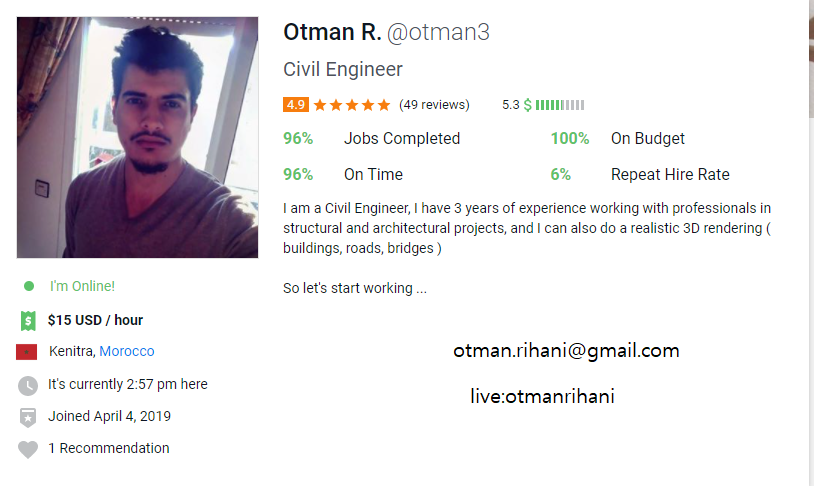 Otman R. @otman3
Civil Engineer
4.9 (49 reviews) 5.3 $
96% Jobs Completed 100% On Budget
96% On Time 6% Repeat Hire Rate
I am a Civil Engineer, I have 3 years of experience working with professionals in
structural and architectural projects, and I can also do a realistic 3D rendering (
buildings, roads, bridges )
So let's start working ...
I'm Online!
$ $15 USD / hour
Kenitra, Morocco
It's currently 2:57 pm here
Joined April 4, 2019
1 Recommendation
otman.rihani@gmail.com
live:otmanrihani